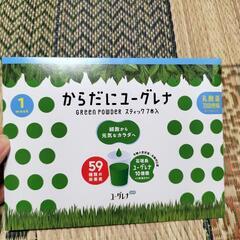 1
WEEK
からだにユーグレナ
GREEN POWDER スティック7本入
乳酸菌
細胞から
元気なカラダへ
59
種類の
栄養素
石垣島
ユーグレナ
10億個
ユーグレナ